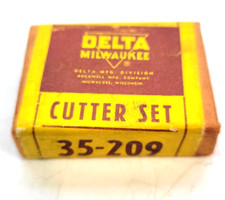 DELTA
MILWAUKEE
DELTA MFG. DIVISION
ROCKWELL MFG. COMPANY
MILWAUKEE, WISCONSIN
CUTTER SET
35-209